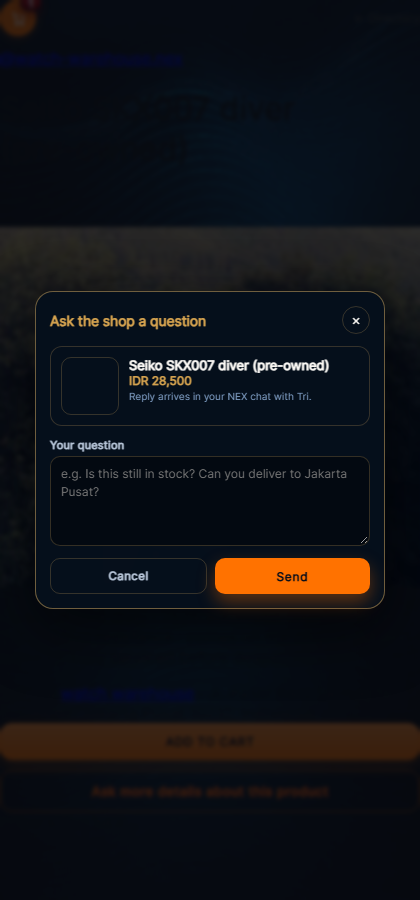 Ask the shop a question
×
Seiko SKX007 diver (pre-owned)
IDR 28,500
Reply arrives in your NEX chat with Tri.
Your question
e.g. Is this still in stock? Can you deliver to Jakarta
Pusat?
Cancel
Send
ADD TO CART
Ask more details about this product